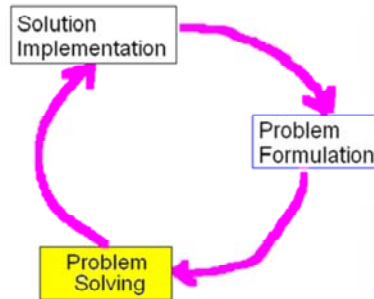 Solution
Implementation
Problem
Formulation
Problem
Solving